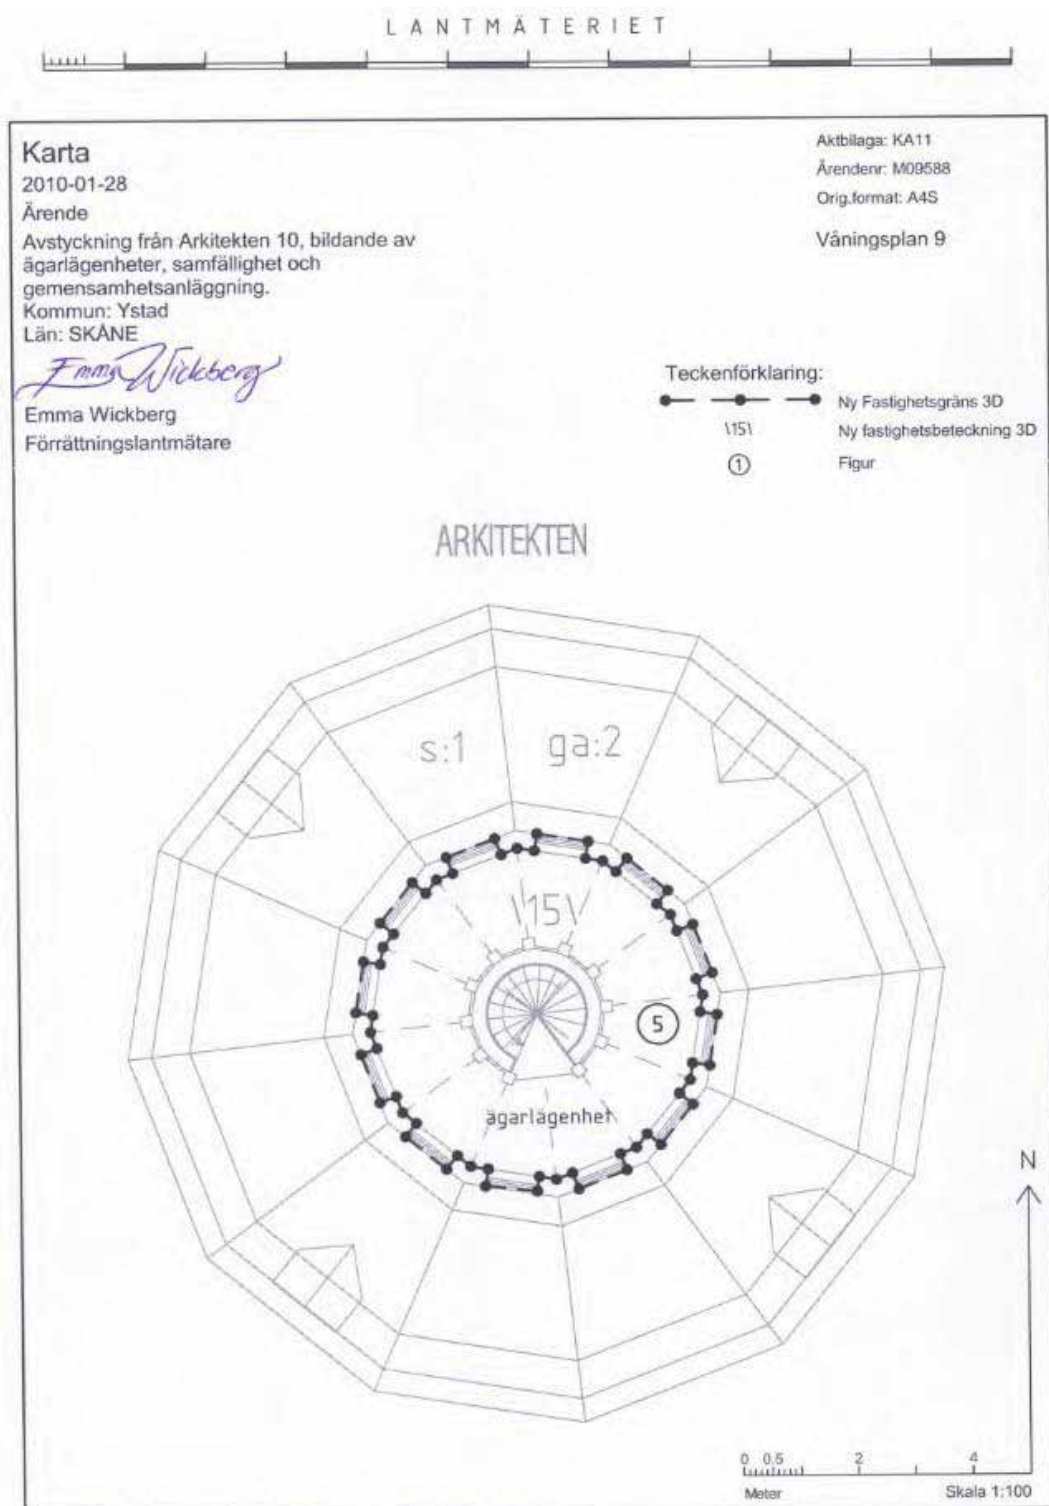 LANTMÄTERIET
Karta
2010-01-28
Ärende
Avstyckning från Arkitekten 10, bildande av
ägarlägenheter, samfällighet och
gemensamhetsanläggning.
Kommun: Ystad
Län: SKÅNE
Emma Wickberg
Emma Wickberg
Förrättningslantmätare
Aktbilaga: KA11
Ärendenr: M09588
Orig.format: A4S
Våningsplan 9
Teckenförklaring:
Ny Fastighetsgräns 3D
\15\ Ny fastighetsbeteckning 3D
1 Figur
ARKITEKTEN
s:1 ga:2
\15\
5
ägarlägenhet
N
0 0.5 2 4
Meter Skala 1:100